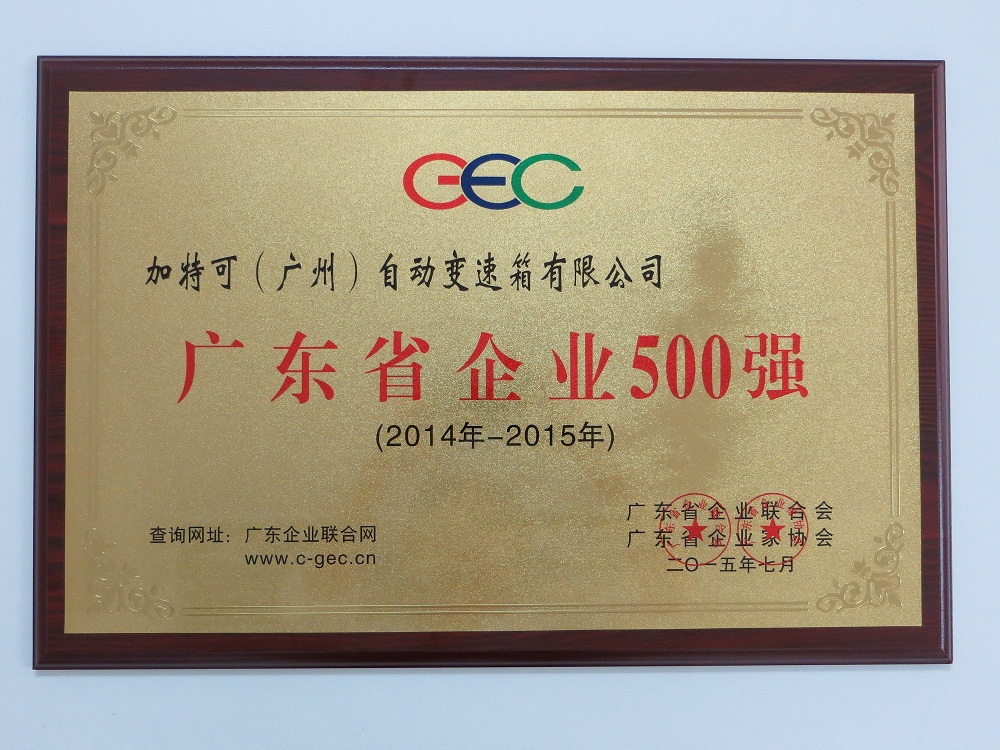 GEC
加特可（广州）自动变速箱有限公司
广东省企业500强
(2014年-2015年)
广东省企业联合会
广东省企业家协会
二〇一五年七月
查询网址：广东企业联合网
www.c-gec.cn